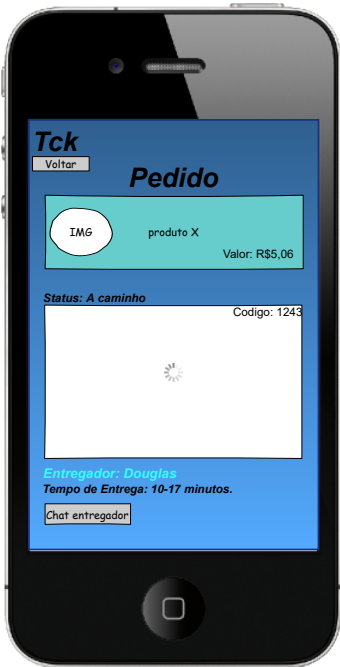 Tck
Voltar
Pedido
IMG
produto X
Valor: R$5,06
Status: A caminho
Codigo: 1243
Entregador: Douglas
Tempo de Entrega: 10-17 minutos.
Chat entregador